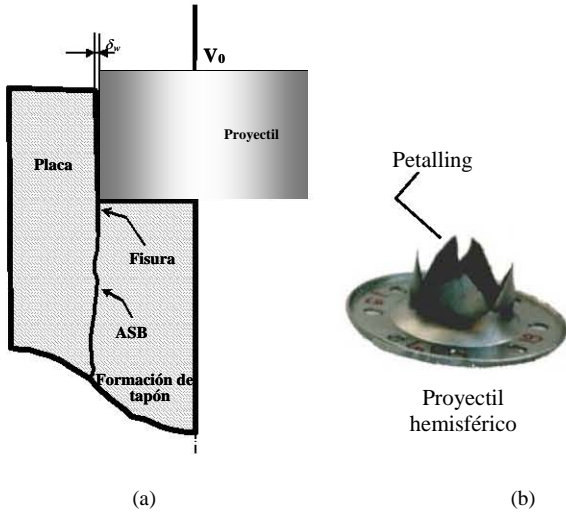 δw
V0
Proyectil
Placa
Fisura
ASB
Formación de
tapón
Petalling
Proyectil
hemisférico
(a)
(b)